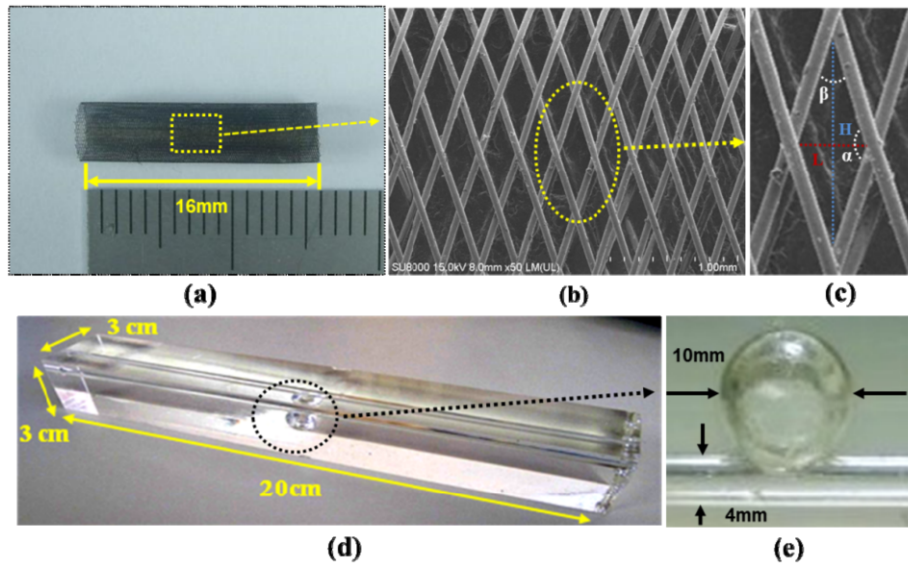 16mm
(a)
SU8000 15.0kV 8.0mm x50 LM(UL)
1.00mm
(b)
β
H
L
α
(c)
3 cm
3 cm
20cm
(d)
10mm
4mm
(e)